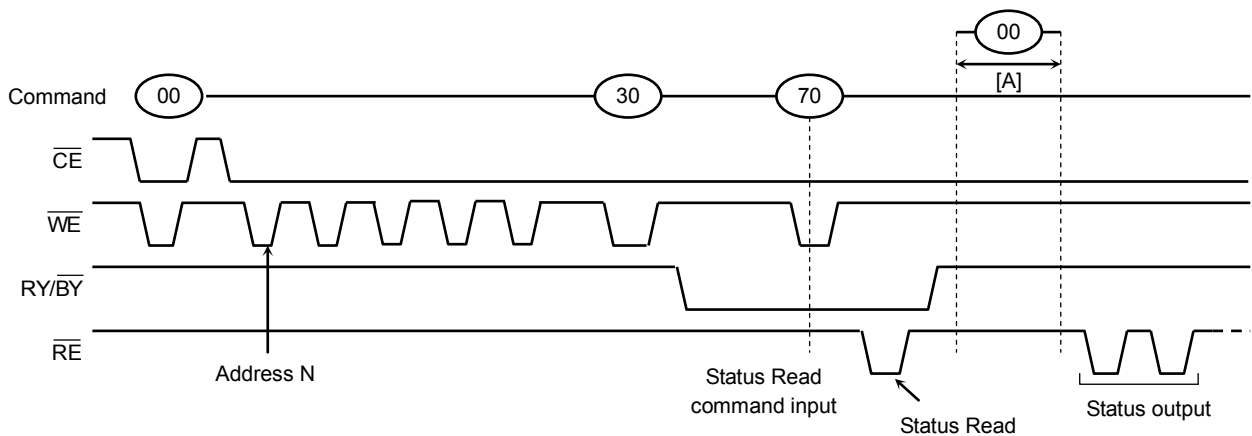 00
[A]
Command
00
30
70
CE
WE
RY/BY
RE
Address N
Status Read
command input
Status Read
Status output